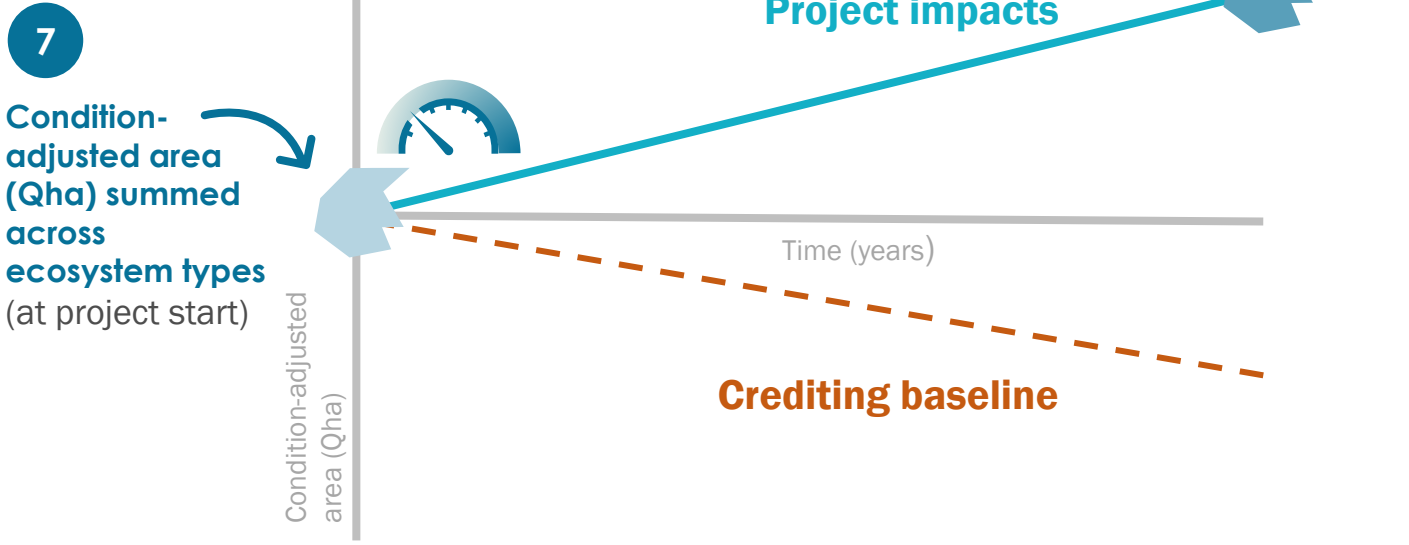 Project impacts
7
Condition-
adjusted area
(Qha) summed
across
ecosystem types
(at project start)
Time (years)
Condition-adjusted
area (Qha)
Crediting baseline